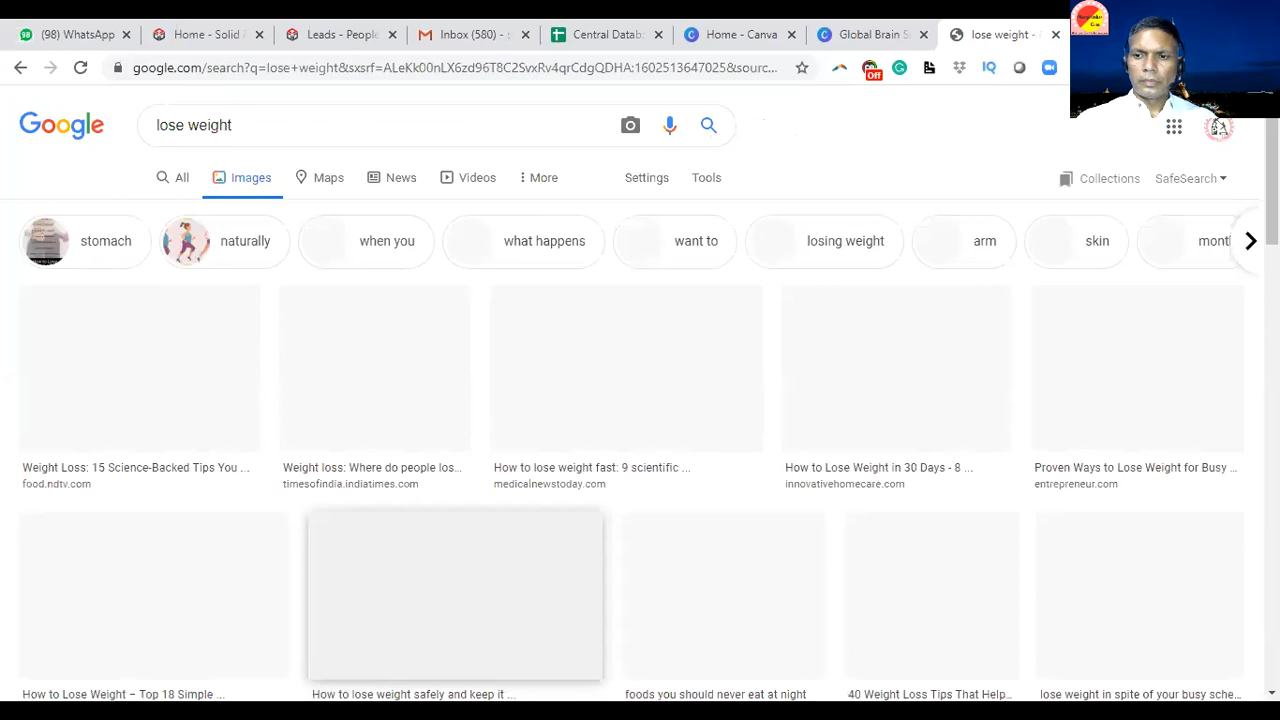 (98) WhatsApp
Home - Solid
Leads - People
Inbox (580) - s
Central Datab
Home - Canva
Global Brain S
lose weight -
google.com/search?q=lose+weight&sxsrf=ALeKk00nLX6zd96T8C2SvxRv4qrCdgQDHA:1602513647025&sourc...
Off
IQ
Google
lose weight
All
Images
Maps
News
Videos
More
Settings
Tools
Collections
SafeSearch
stomach
naturally
when you
what happens
want to
losing weight
arm
skin
mont
Weight Loss: 15 Science-Backed Tips You ...
food.ndtv.com
Weight loss: Where do people los...
timesofindia.indiatimes.com
How to lose weight fast: 9 scientific ...
medicalnewstoday.com
How to Lose Weight in 30 Days - 8 ...
innovativehomecare.com
Proven Ways to Lose Weight for Busy ...
entrepreneur.com
How to Lose Weight – Top 18 Simple ...
How to lose weight safely and keep it ...
foods you should never eat at night
40 Weight Loss Tips That Help...
lose weight in spite of your busy sche...